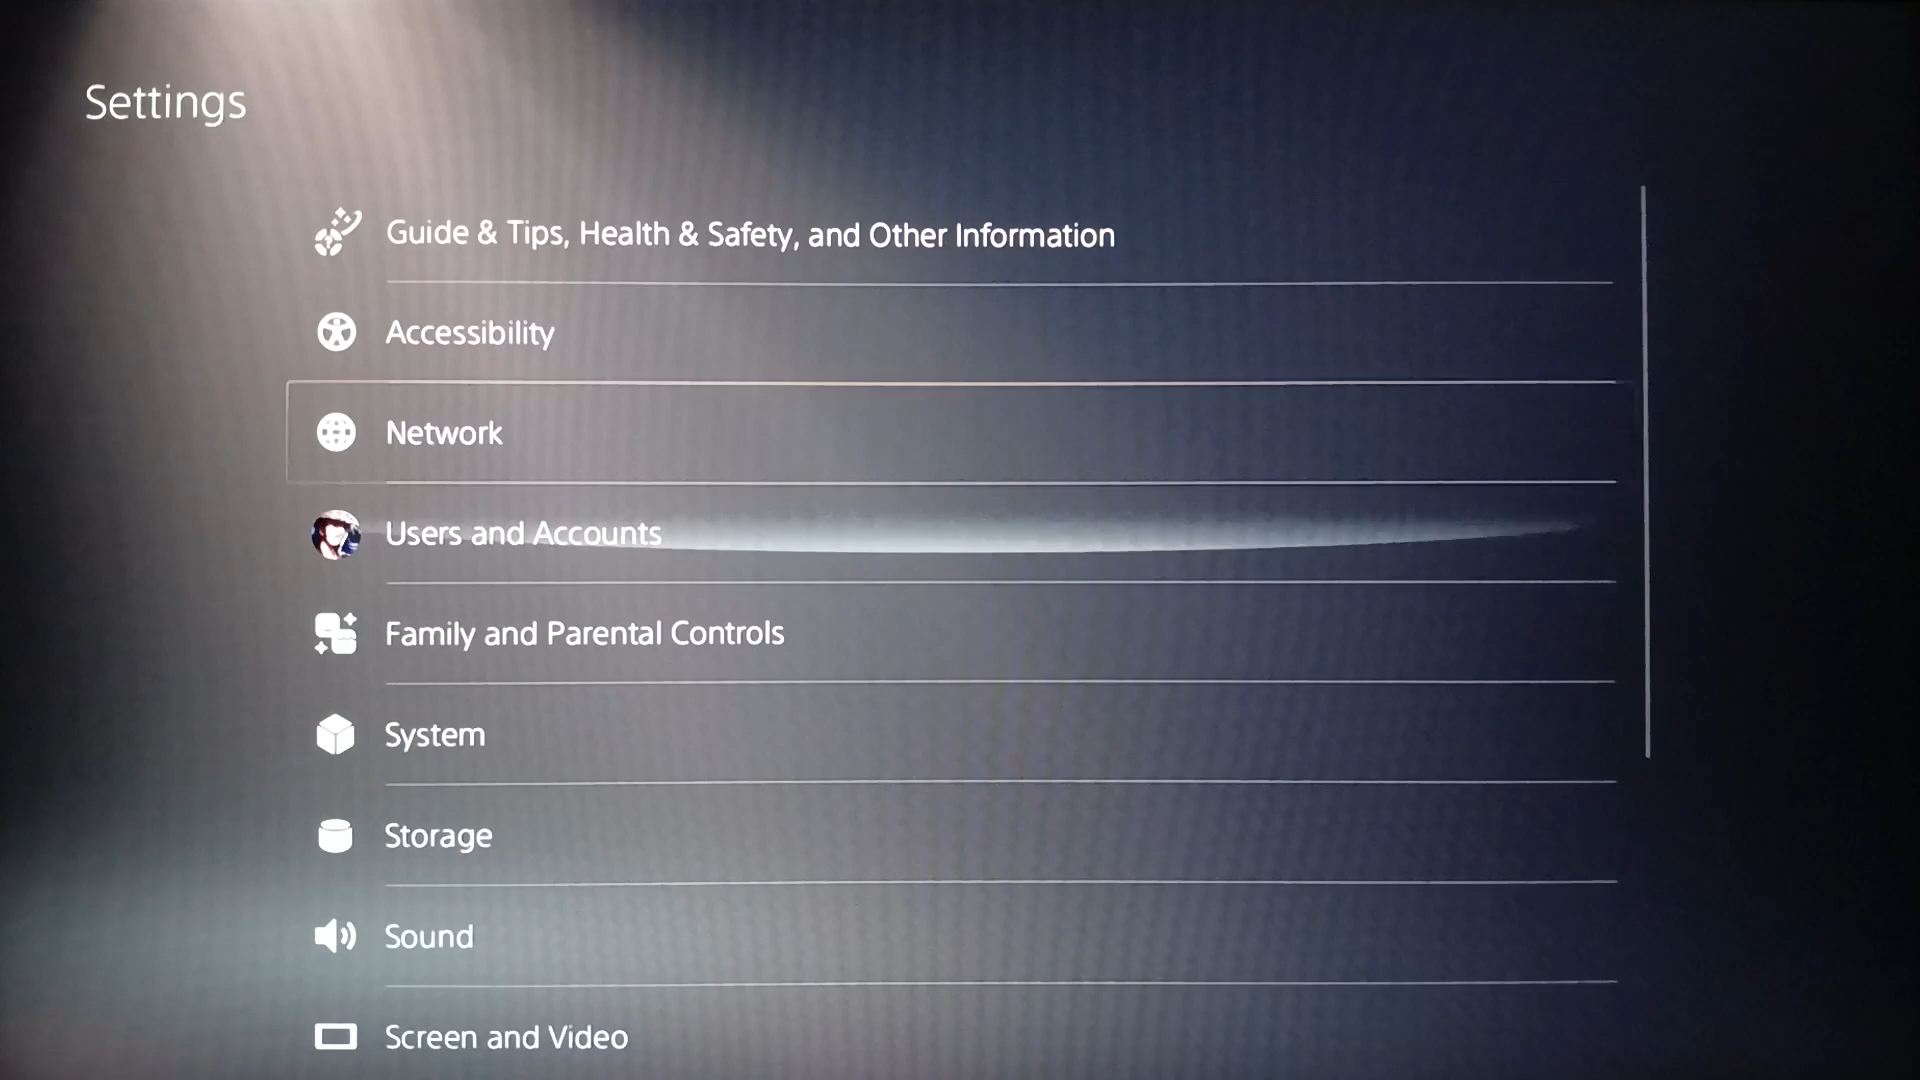 Settings
Guide & Tips, Health & Safety, and Other Information
Accessibility
Network
Users and Accounts
Family and Parental Controls
System
Storage
Sound
Screen and Video